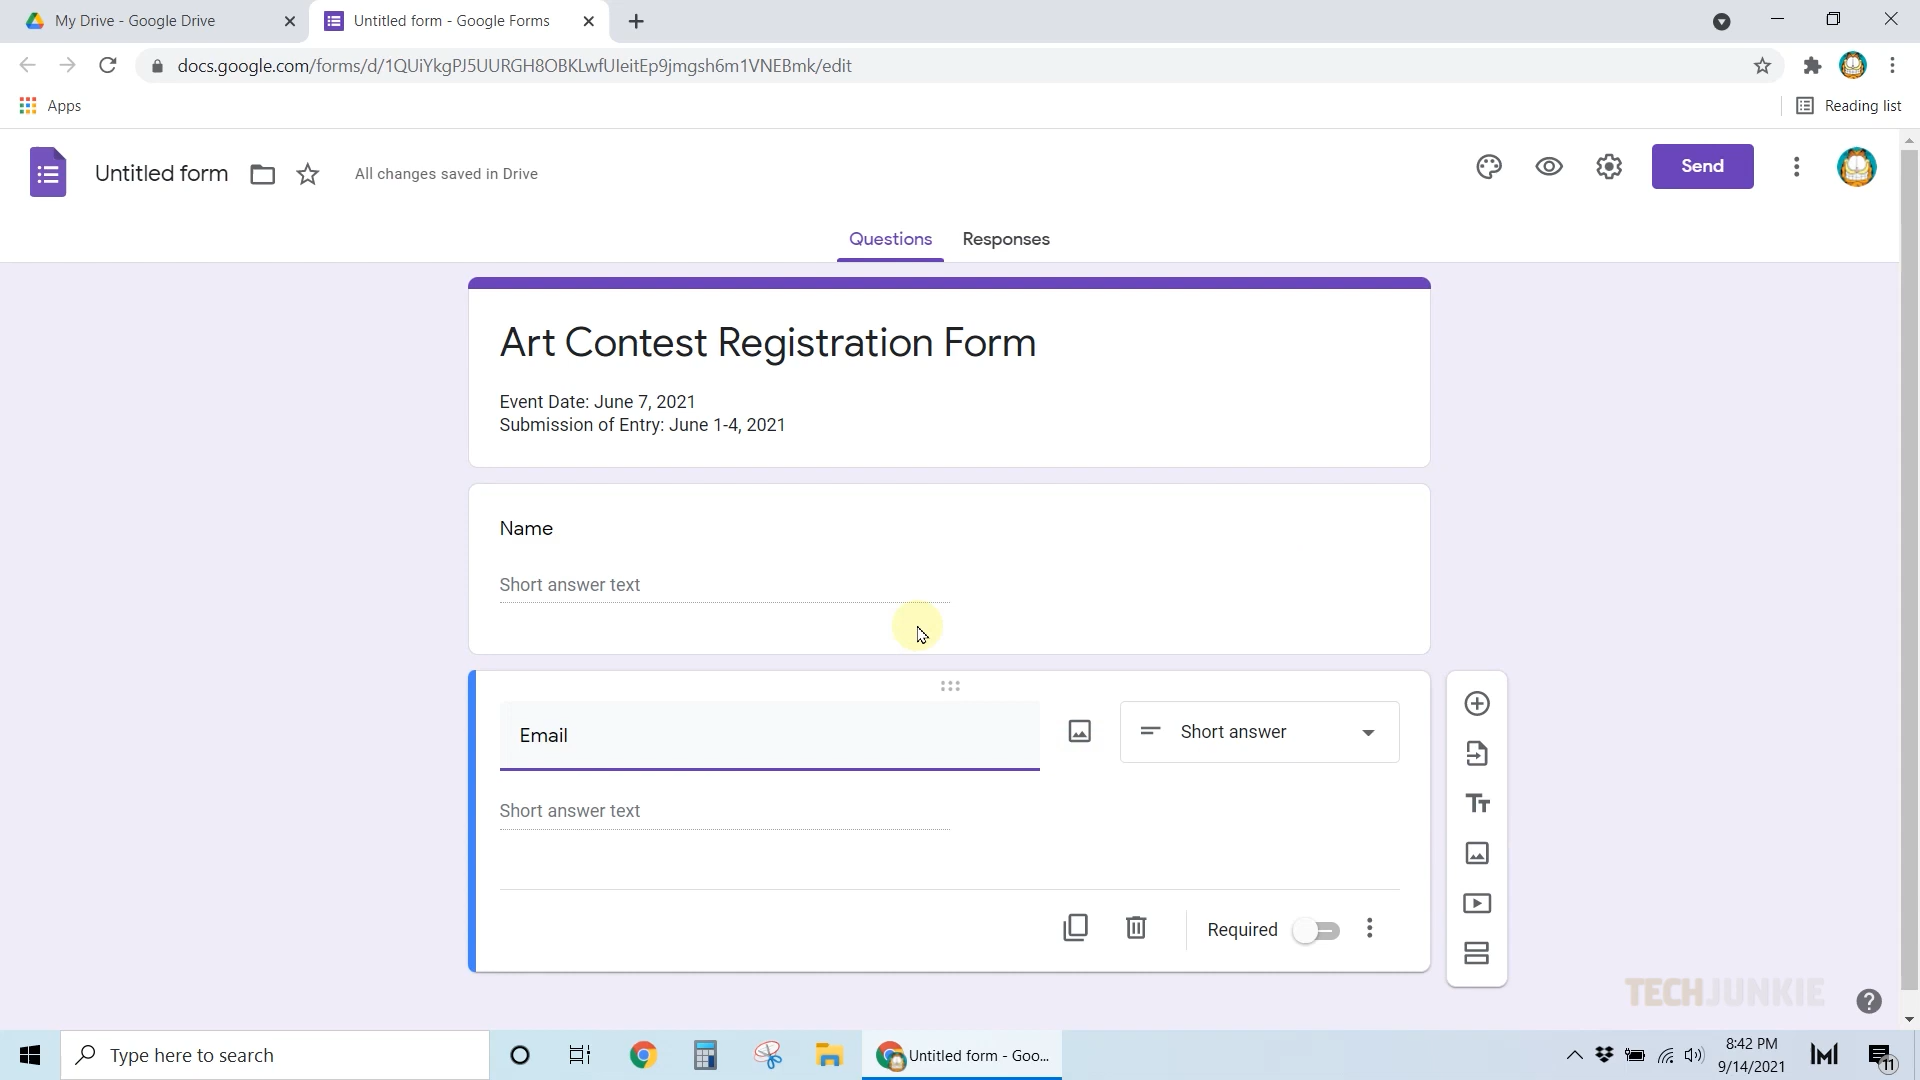 My Drive - Google Drive
Untitled form - Google Forms
docs.google.com/forms/d/1QUiYkgPJ5UURGH8OBKLwfUIeitEp9jmgsh6m1VNEBmk/edit
Apps
Reading list
Untitled form
All changes saved in Drive
Send
Questions
Responses
Art Contest Registration Form
Event Date: June 7, 2021
Submission of Entry: June 1-4, 2021
Name
Short answer text
Email
Short answer
Short answer text
Required
TECHJUNKIE
Type here to search
Untitled form - Goo...
8:42 PM
9/14/2021
11